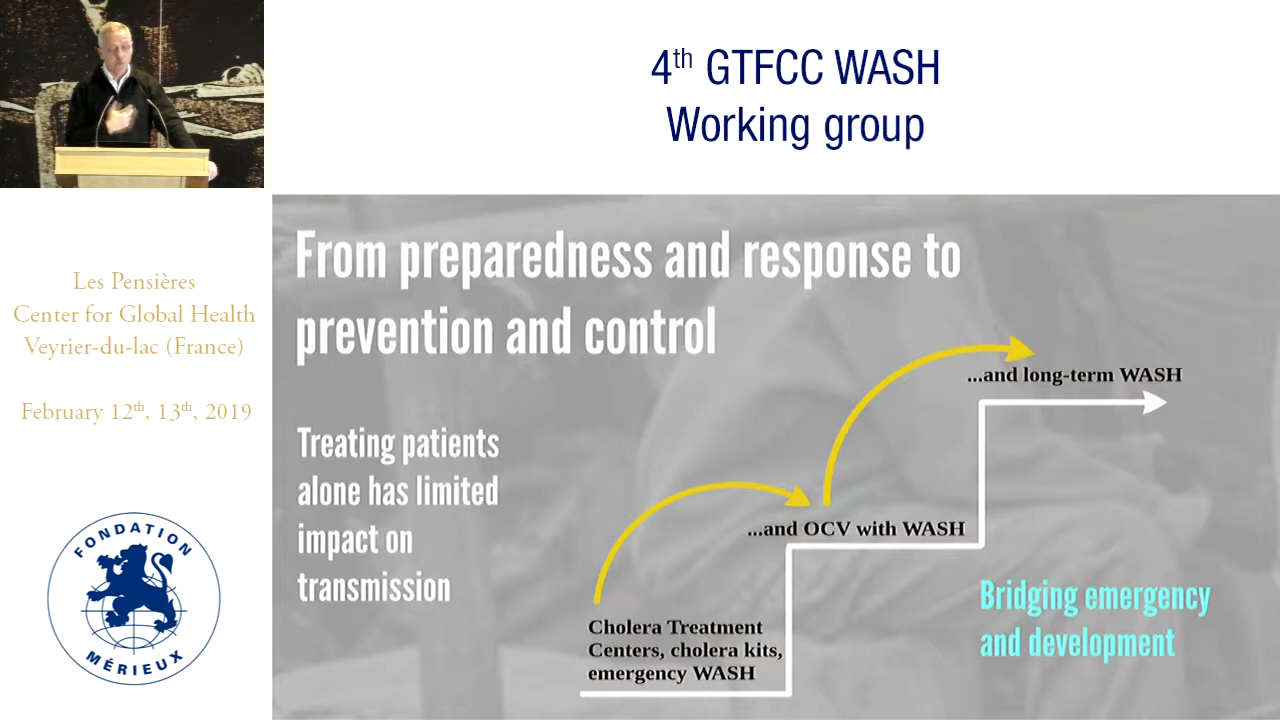 4th GTFCC WASH
Working group
Les Pensières
Center for Global Health
Veyrier-du-lac (France)
February 12th, 13th, 2019
FONDATION
MÉRIEUX
From preparedness and response to
prevention and control
Treating patients
alone has limited
impact on
transmission
...and long-term WASH
...and OCV with WASH
Cholera Treatment
Centers, cholera kits,
emergency WASH
Bridging emergency
and development